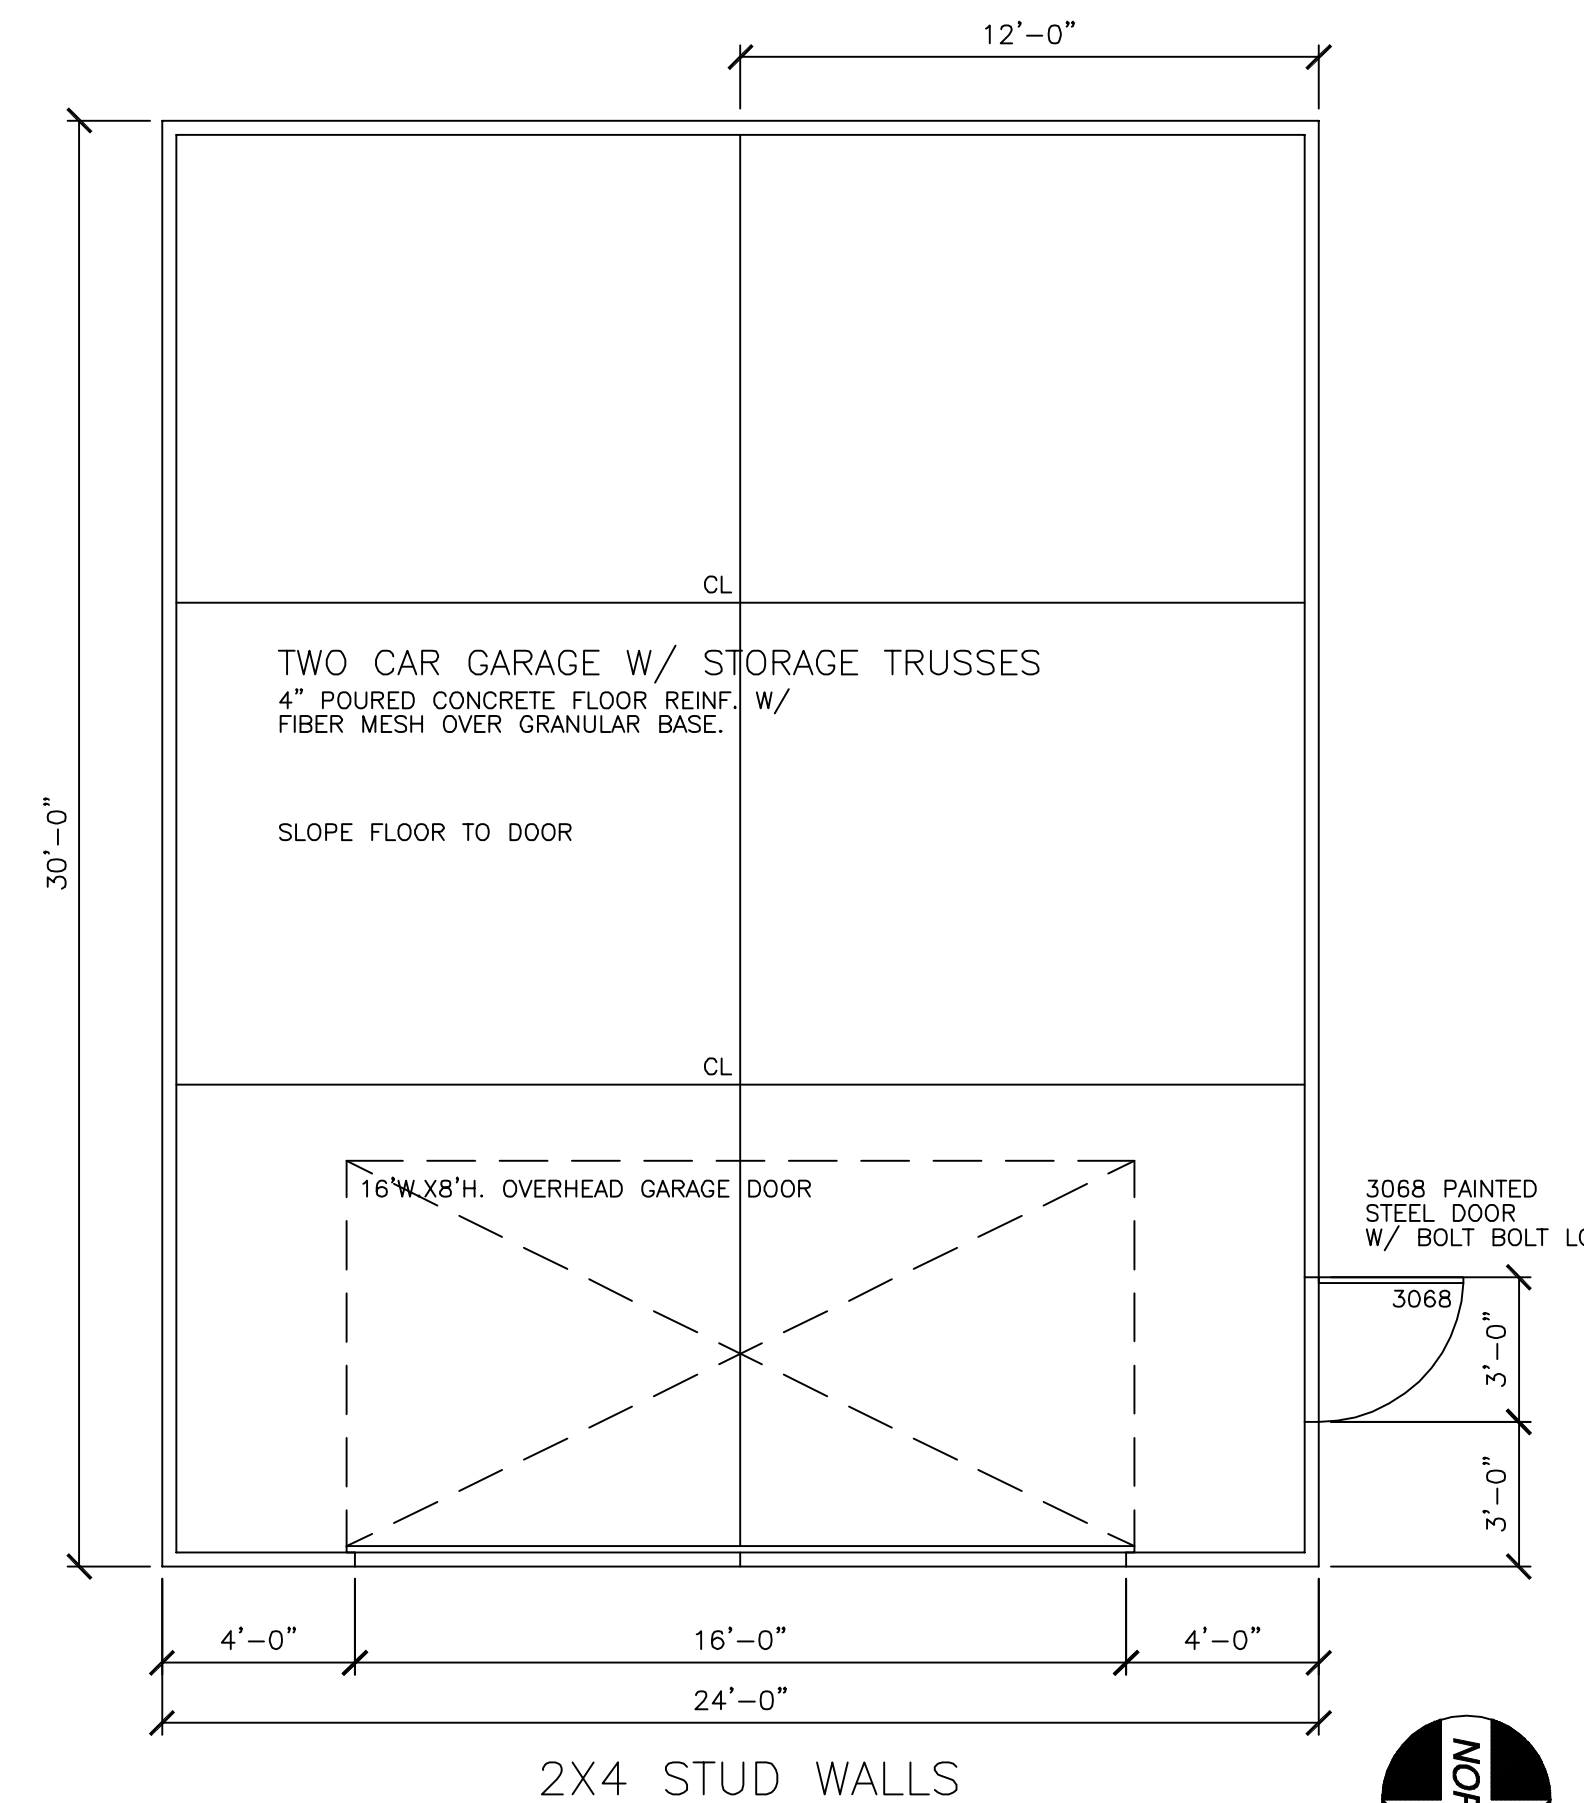 12'-0"
CL
TWO CAR GARAGE W/ STORAGE TRUSSES
4" POURED CONCRETE FLOOR REINF. W/
FIBER MESH OVER GRANULAR BASE.
30'-0"
SLOPE FLOOR TO DOOR
CL
16'W.X8'H. OVERHEAD GARAGE DOOR
3068 PAINTED
STEEL DOOR
W/ BOLT BOLT
3068
3'-0"
3'-0"
4'-0"
16'-0"
4'-0"
24'-0"
2X4 STUD WALLS